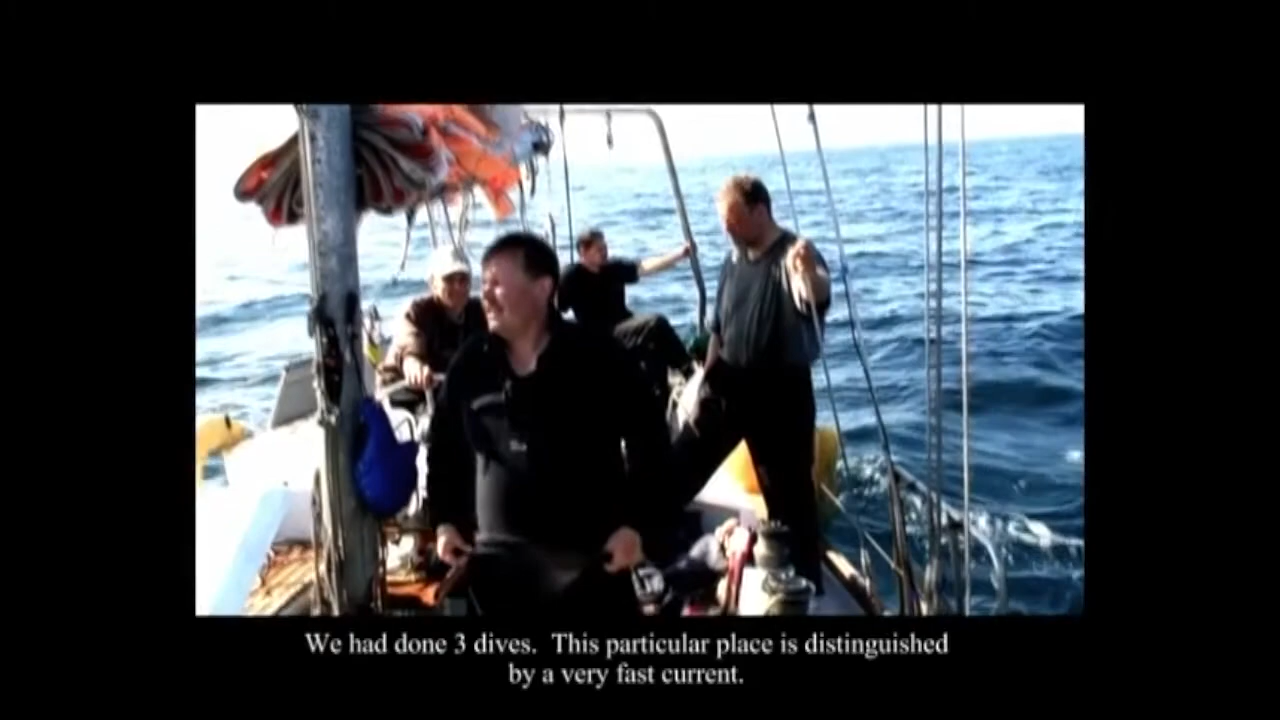 We had done 3 dives.  This particular place is distinguished
by a very fast current.